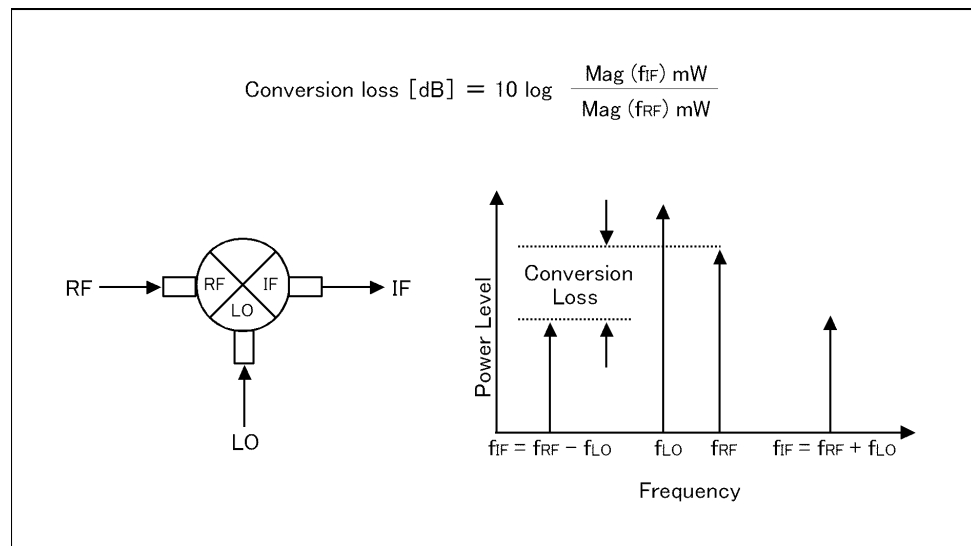 Conversion loss [dB] = 10 log Mag (fIF) mW
Mag (fRF) mW
RF
RF
IF
LO
IF
LO
Power Level
Conversion
Loss
fIF = fRF - fLO
fLO
fRF
fIF = fRF + fLO
Frequency